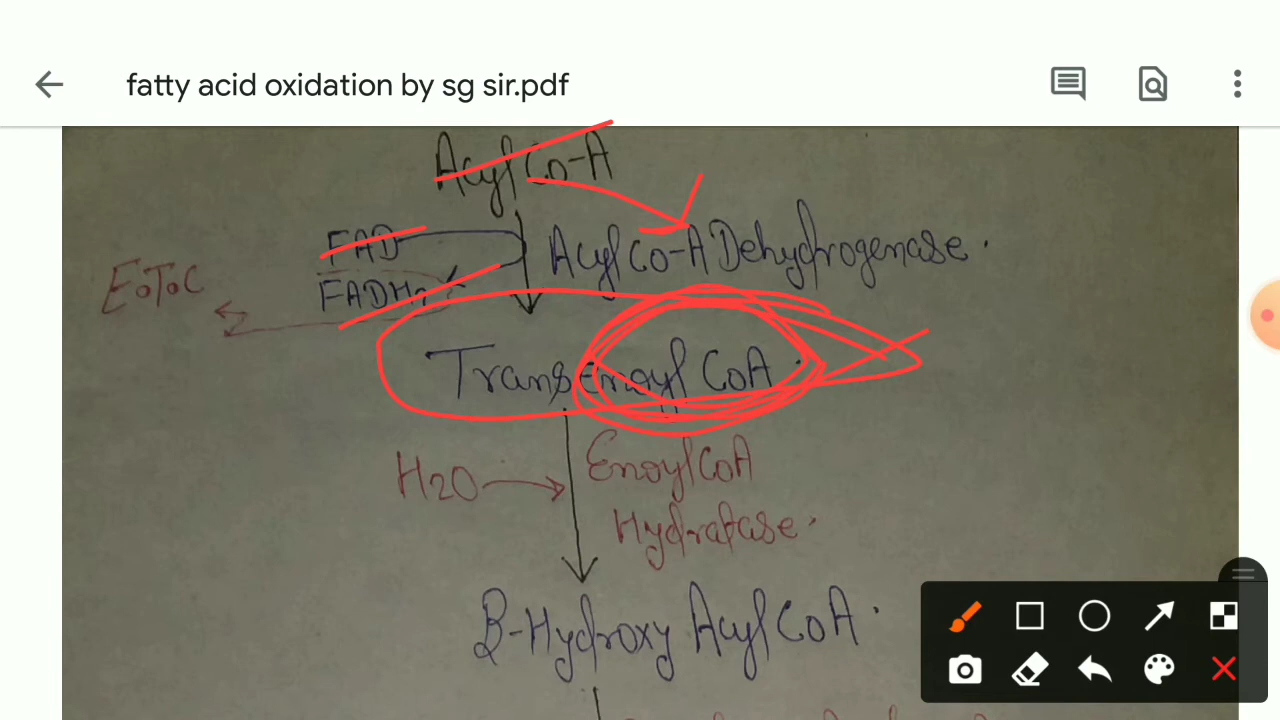 fatty acid oxidation by sg sir.pdf
Acyl Co-A
FAD
Acyl Co-A Dehydrogenase.
EoToC
FADH2
Trans Enoyl CoA.
H2O
Enoyl CoA
Hydratase.
B-Hydroxy Acyl CoA.